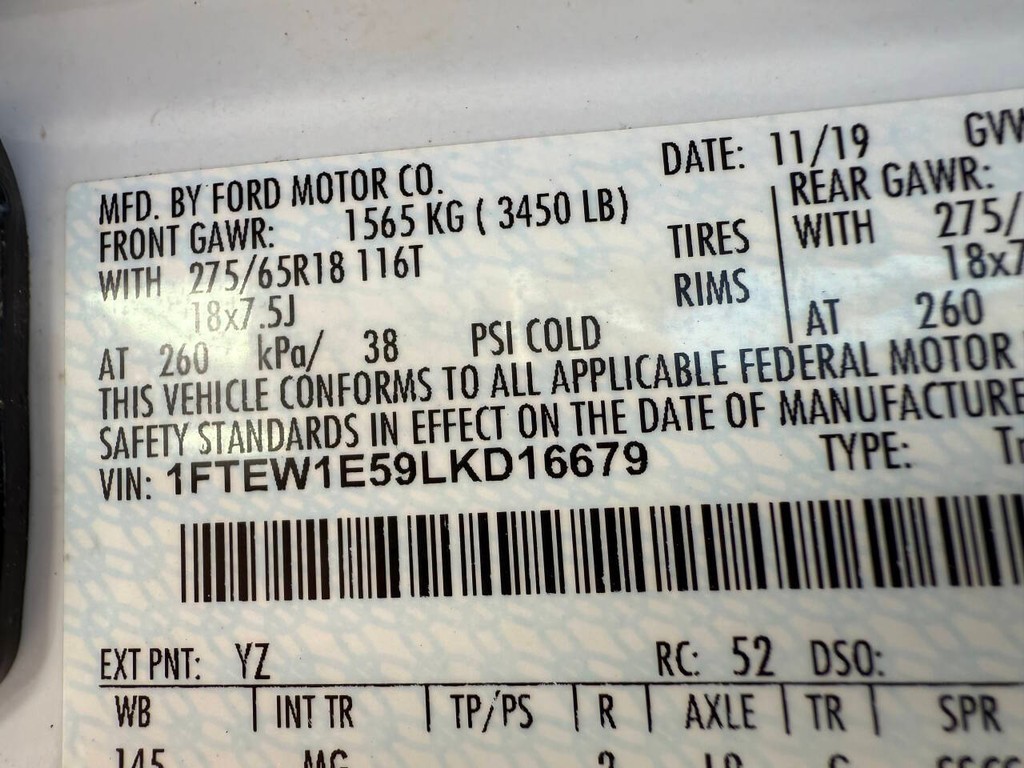 MFD. BY FORD MOTOR CO. DATE: 11/19
FRONT GAWR: 1565 KG ( 3450 LB) REAR GAWR:
WITH 275/65R18 116T TIRES WITH 275/
18x7.5J RIMS 18x7
AT 260 kPa/ 38 PSI COLD AT 260
THIS VEHICLE CONFORMS TO ALL APPLICABLE FEDERAL MOTOR
SAFETY STANDARDS IN EFFECT ON THE DATE OF MANUFACTURE
VIN: 1FTEW1E59LKD16679 TYPE:
EXT PNT: YZ RC: 52 DSO:
WB INT TR TP/PS R AXLE TR SPR
145 MG